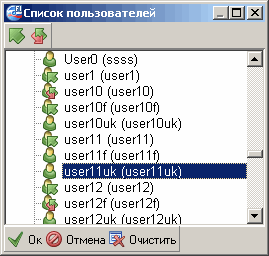 Список пользователей
User0 (ssss)
user1 (user1)
user10 (user10)
user10f (user10f)
user10uk (user10uk)
user11 (user11)
user11f (user11f)
user11uk (user11uk)
user12 (user12)
user12f (user12f)
user12uk (user12uk)
Ок Отмена Очистить